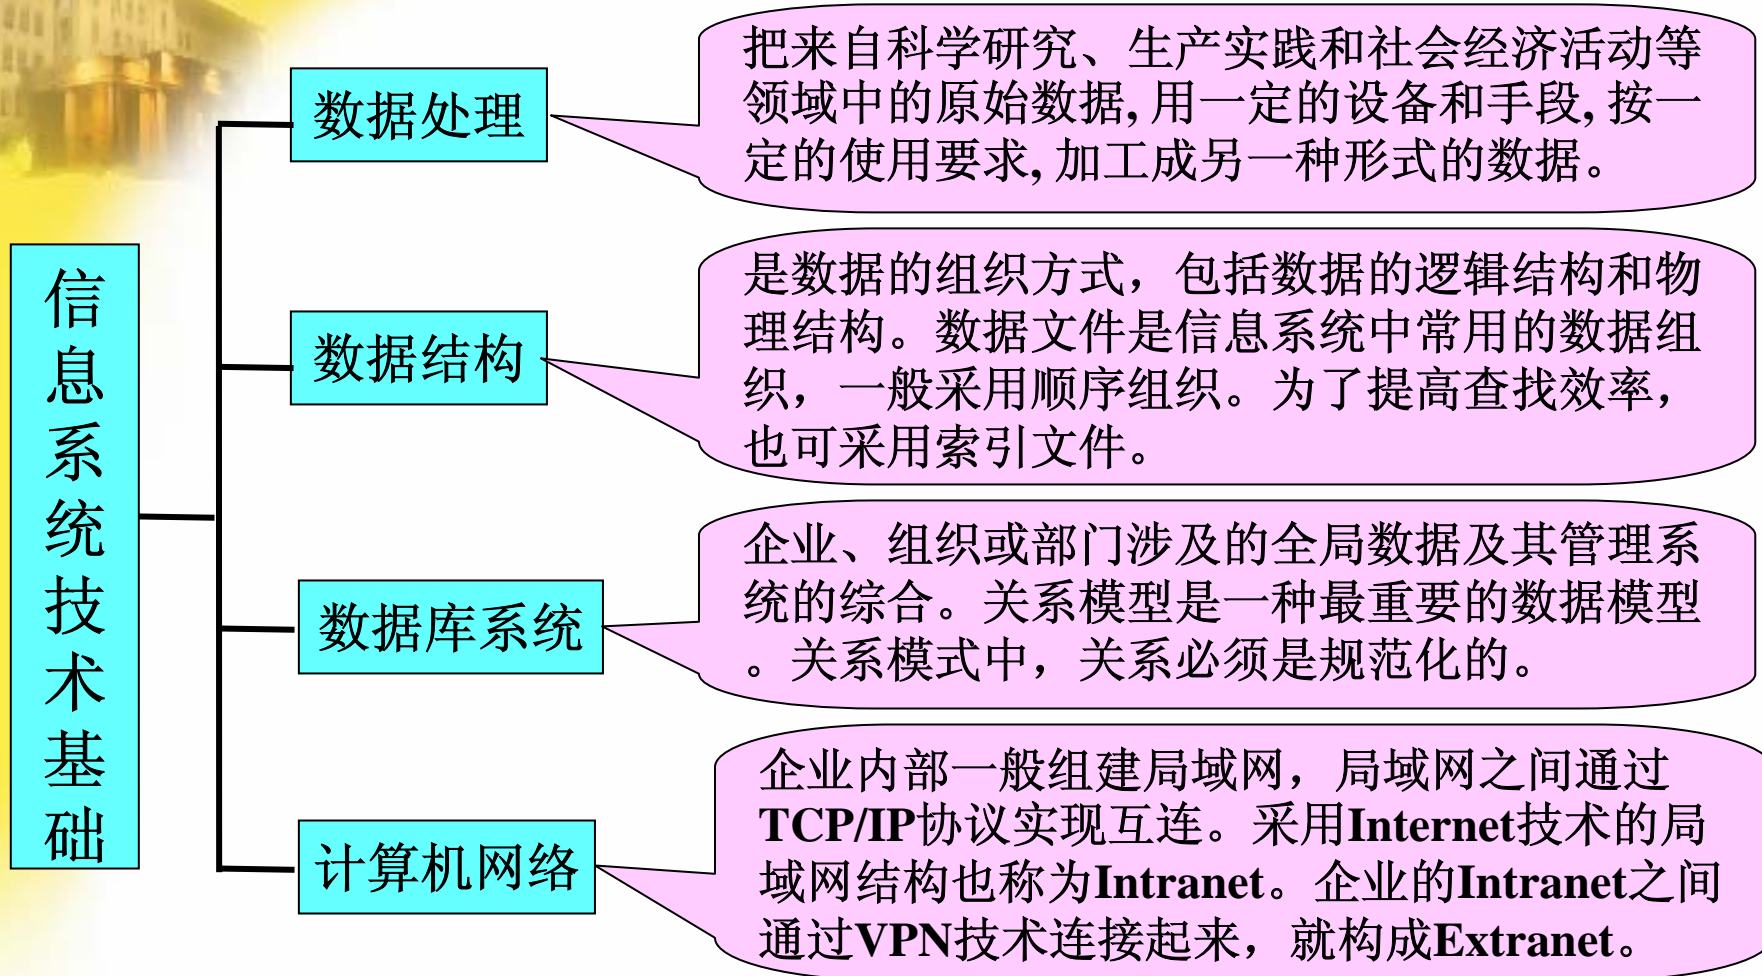 信息系统技术基础
数据处理
把来自科学研究、生产实践和社会经济活动等
领域中的原始数据,用一定的设备和手段,按一
定的使用要求,加工成另一种形式的数据。
数据结构
是数据的组织方式，包括数据的逻辑结构和物
理结构。数据文件是信息系统中常用的数据组
织，一般采用顺序组织。为了提高查找效率，
也可采用索引文件。
数据库系统
企业、组织或部门涉及的全局数据及其管理系
统的综合。关系模型是一种最重要的数据模型
。关系模式中，关系必须是规范化的。
计算机网络
企业内部一般组建局域网，局域网之间通过
TCP/IP协议实现互连。采用Internet技术的局
域网结构也称为Intranet。企业的Intranet之间
通过VPN技术连接起来，就构成Extranet。